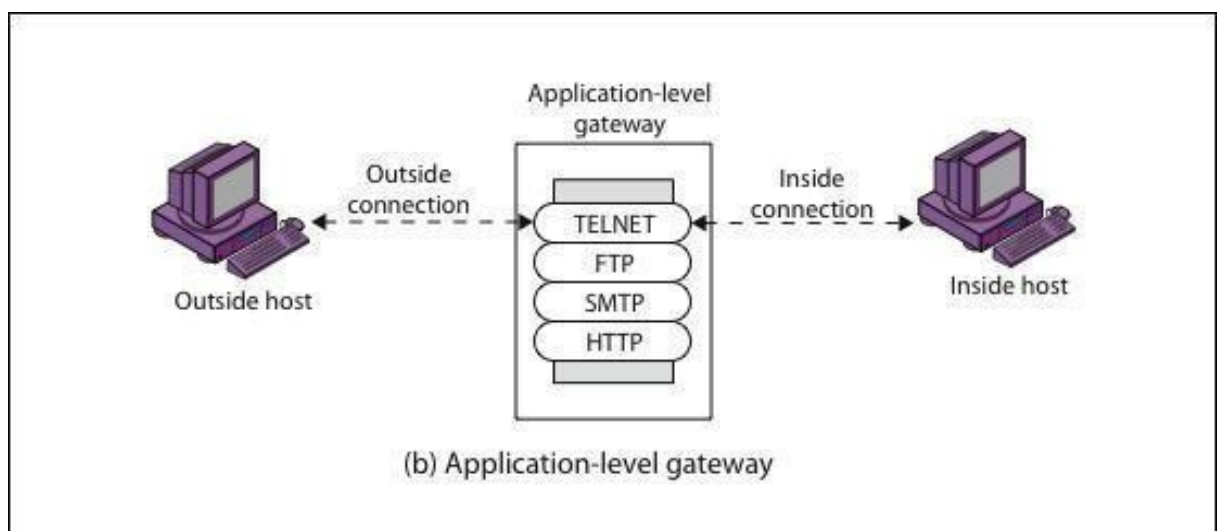 Application-level
gateway
Outside
connection
Inside
connection
TELNET
FTP
SMTP
HTTP
Outside host
Inside host
(b) Application-level gateway